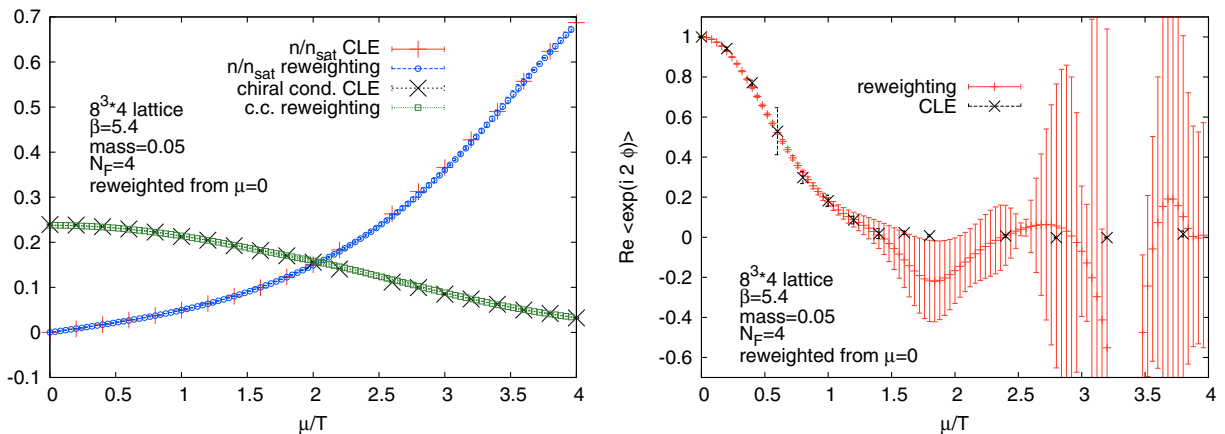 0.7
0.6
0.5
0.4
0.3
0.2
0.1
0
-0.1
0
0.5
1
1.5
2
2.5
3
3.5
4
μ/T
n/n_sat CLE
n/n_sat reweighting
chiral cond. CLE
c.c. reweighting
8^3*4 lattice
β=5.4
mass=0.05
N_F=4
reweighted from μ=0
Re <exp(i 2 ϕ)>
1
0.8
0.6
0.4
0.2
0
-0.2
-0.4
-0.6
0
0.5
1
1.5
2
2.5
3
3.5
4
μ/T
reweighting
CLE
8^3*4 lattice
β=5.4
mass=0.05
N_F=4
reweighted from μ=0